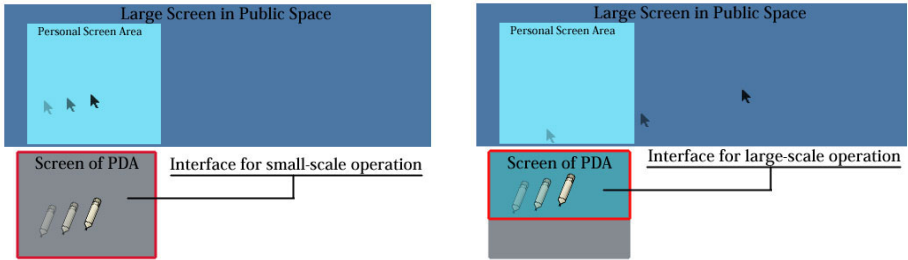 Large Screen in Public Space
Personal Screen Area
Screen of PDA
Interface for small-scale operation
Large Screen in Public Space
Personal Screen Area
Screen of PDA
Interface for large-scale operation